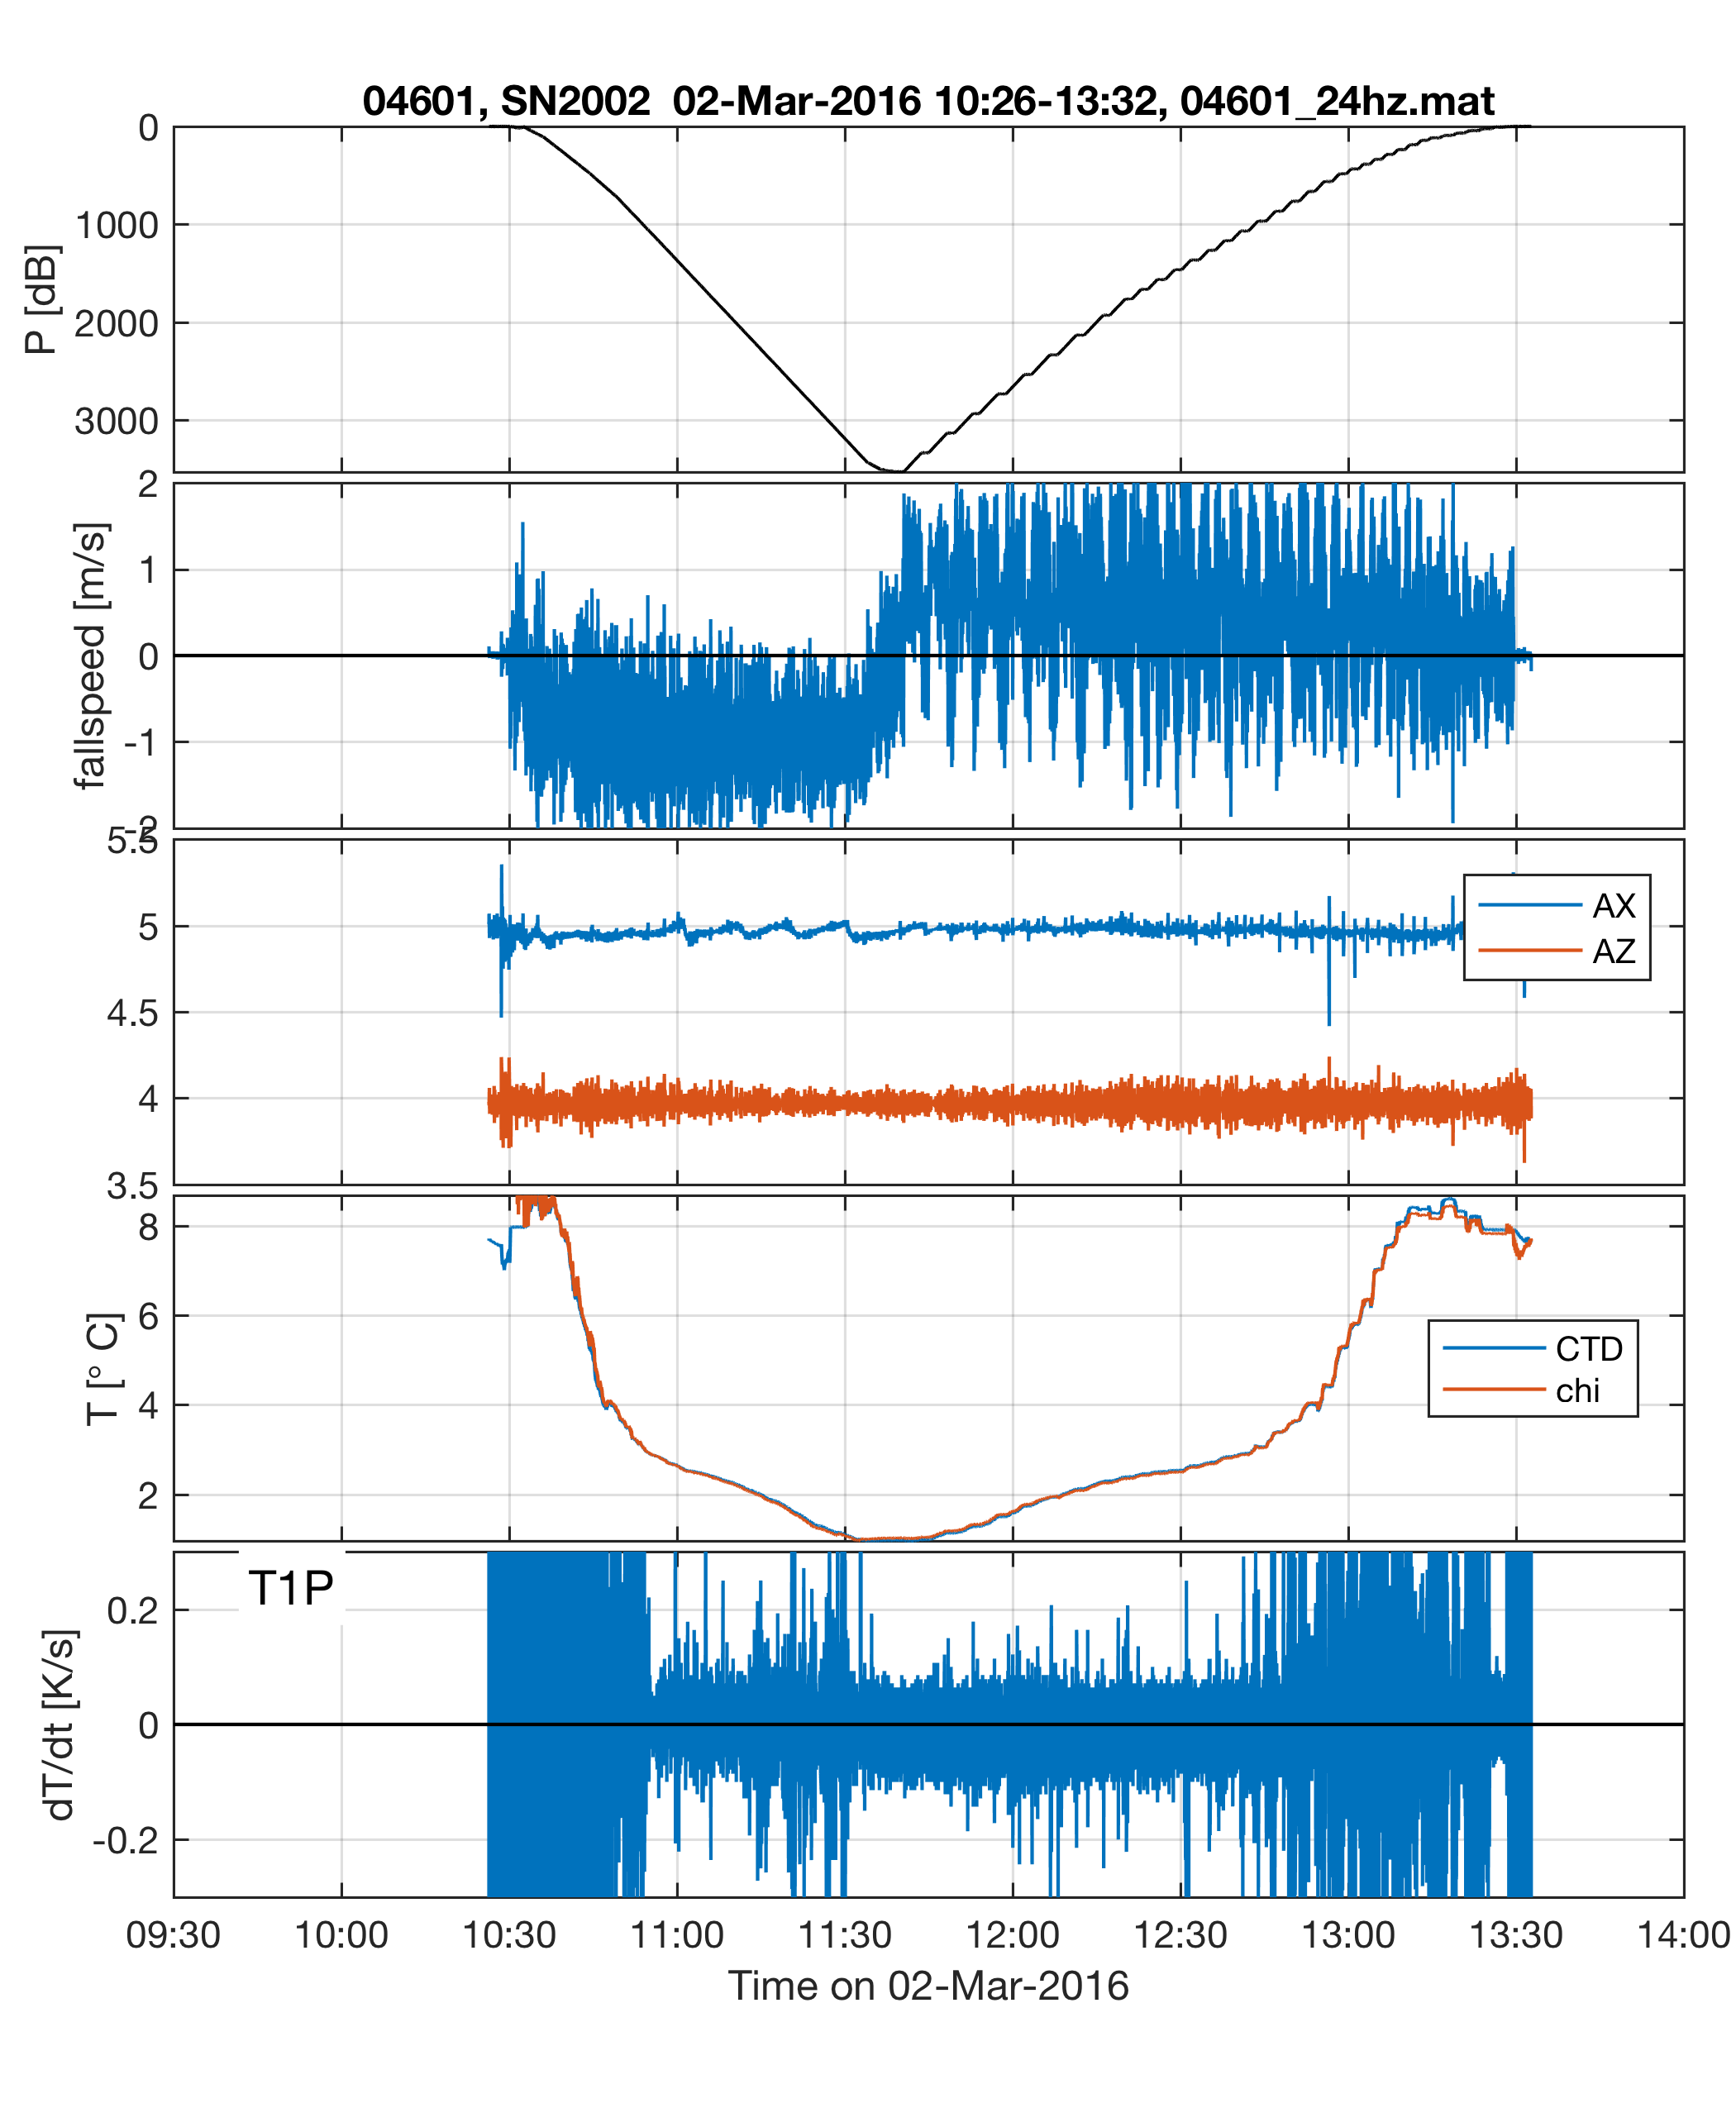 04601, SN2002  02-Mar-2016 10:26-13:32, 04601_24hz.mat
0
1000
2000
3000
P [dB]
2
1
0
-1
-2
fallspeed [m/s]
5.5
5
4.5
4
3.5
AX
AZ
8
6
4
2
T [° C]
CTD
chi
T1P
0.2
0
-0.2
dT/dt [K/s]
09:30 10:00 10:30 11:00 11:30 12:00 12:30 13:00 13:30 14:00
Time on 02-Mar-2016